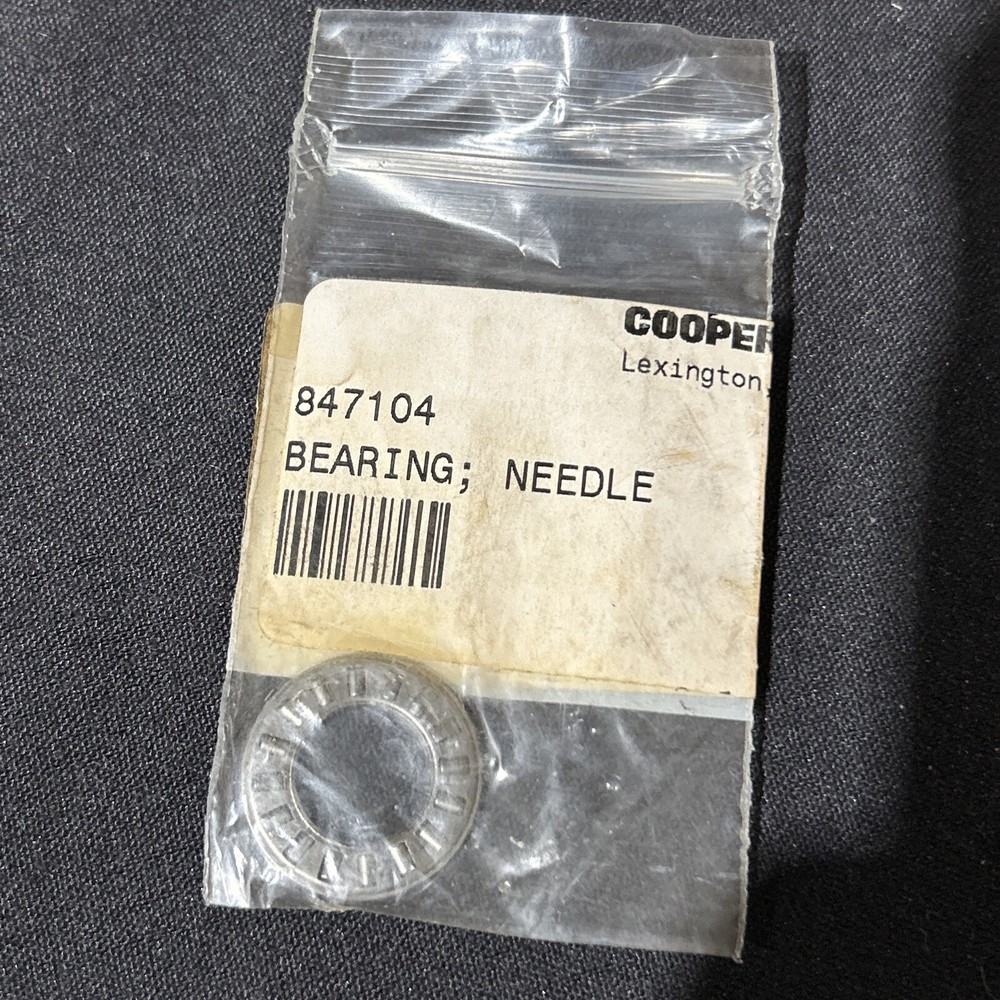 COOPER
Lexington,
847104
BEARING; NEEDLE